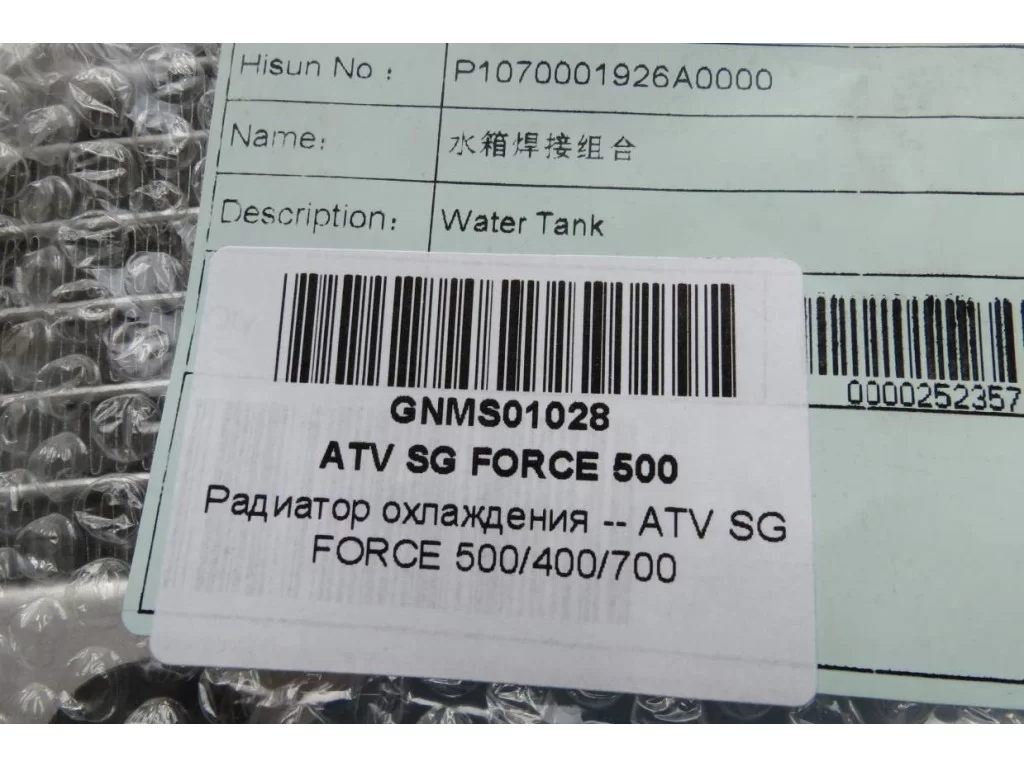 Hisun No : P1070001926A0000
Name: 水箱焊接组合
Description: Water Tank
0000252357
GNMS01028
ATV SG FORCE 500
Радиатор охлаждения -- ATV SG
FORCE 500/400/700